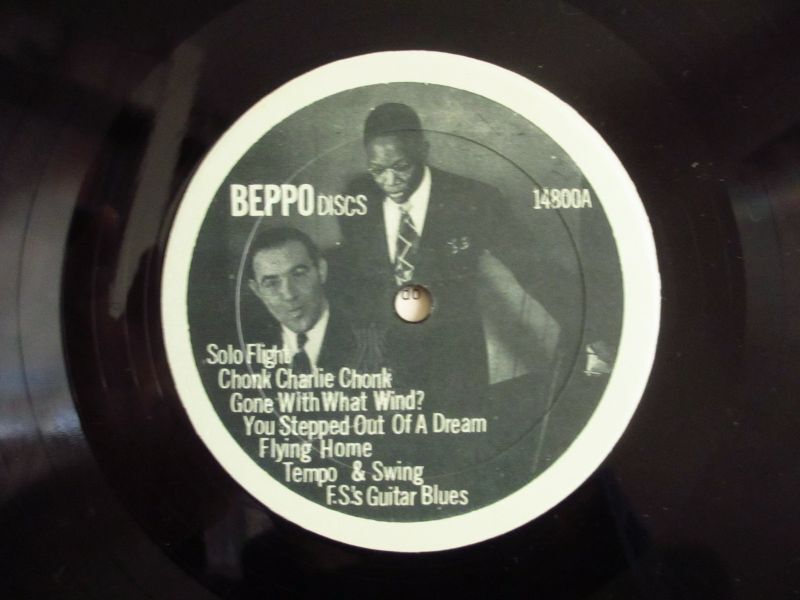 BEPPO DISCS
14800A
Solo Flight
Chonk Charlie Chonk
Gone With What Wind?
You Stepped Out Of A Dream
Flying Home
Tempo & Swing
F.S.'s Guitar Blues